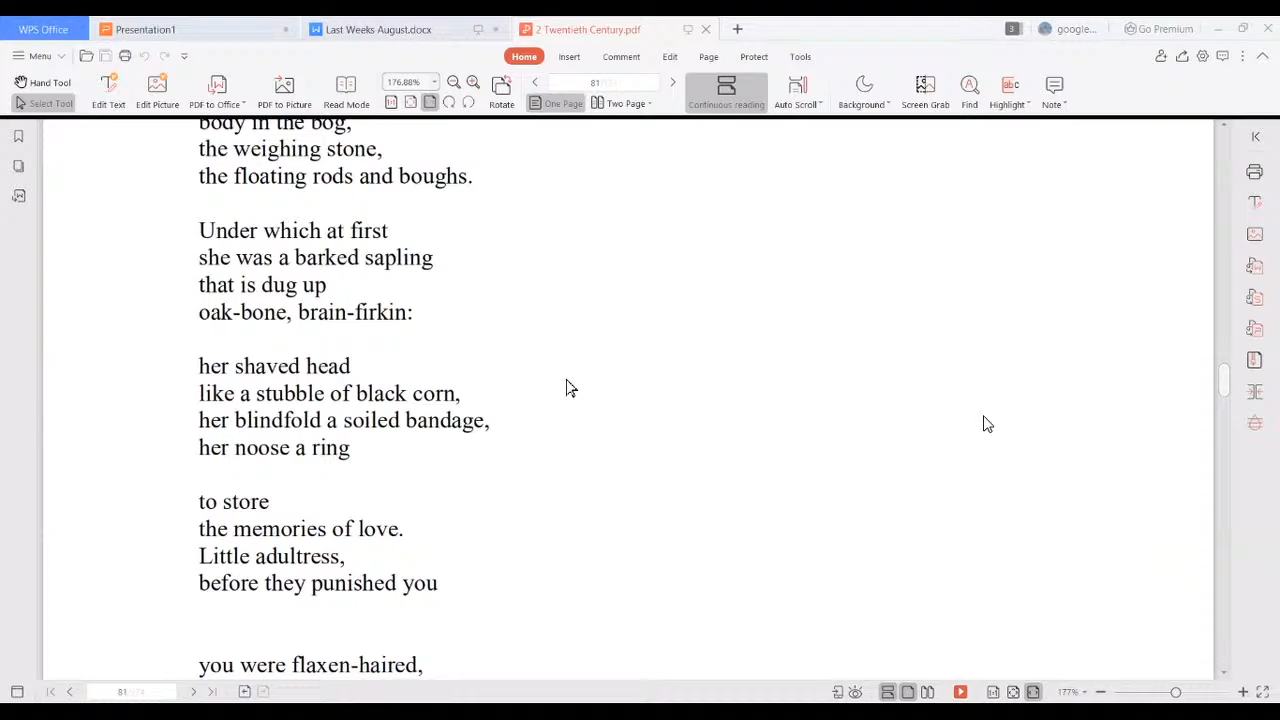 WPS Office
Presentation1
Last Weeks August.docx
2 Twentieth Century.pdf
3
google...
Go Premium
Menu
Home
Insert
Comment
Edit
Page
Protect
Tools
Hand Tool
Select Tool
Edit Text
Edit Picture
PDF to Office
PDF to Picture
Read Mode
176.88%
Rotate
81
One Page
Two Page
Continuous reading
Auto Scroll
Background
Screen Grab
Find
Highlight
Note
body in the bog,
the weighing stone,
the floating rods and boughs.
Under which at first
she was a barked sapling
that is dug up
oak-bone, brain-firkin:
her shaved head
like a stubble of black corn,
her blindfold a soiled bandage,
her noose a ring
to store
the memories of love.
Little adultress,
before they punished you
you were flaxen-haired,
81
177%